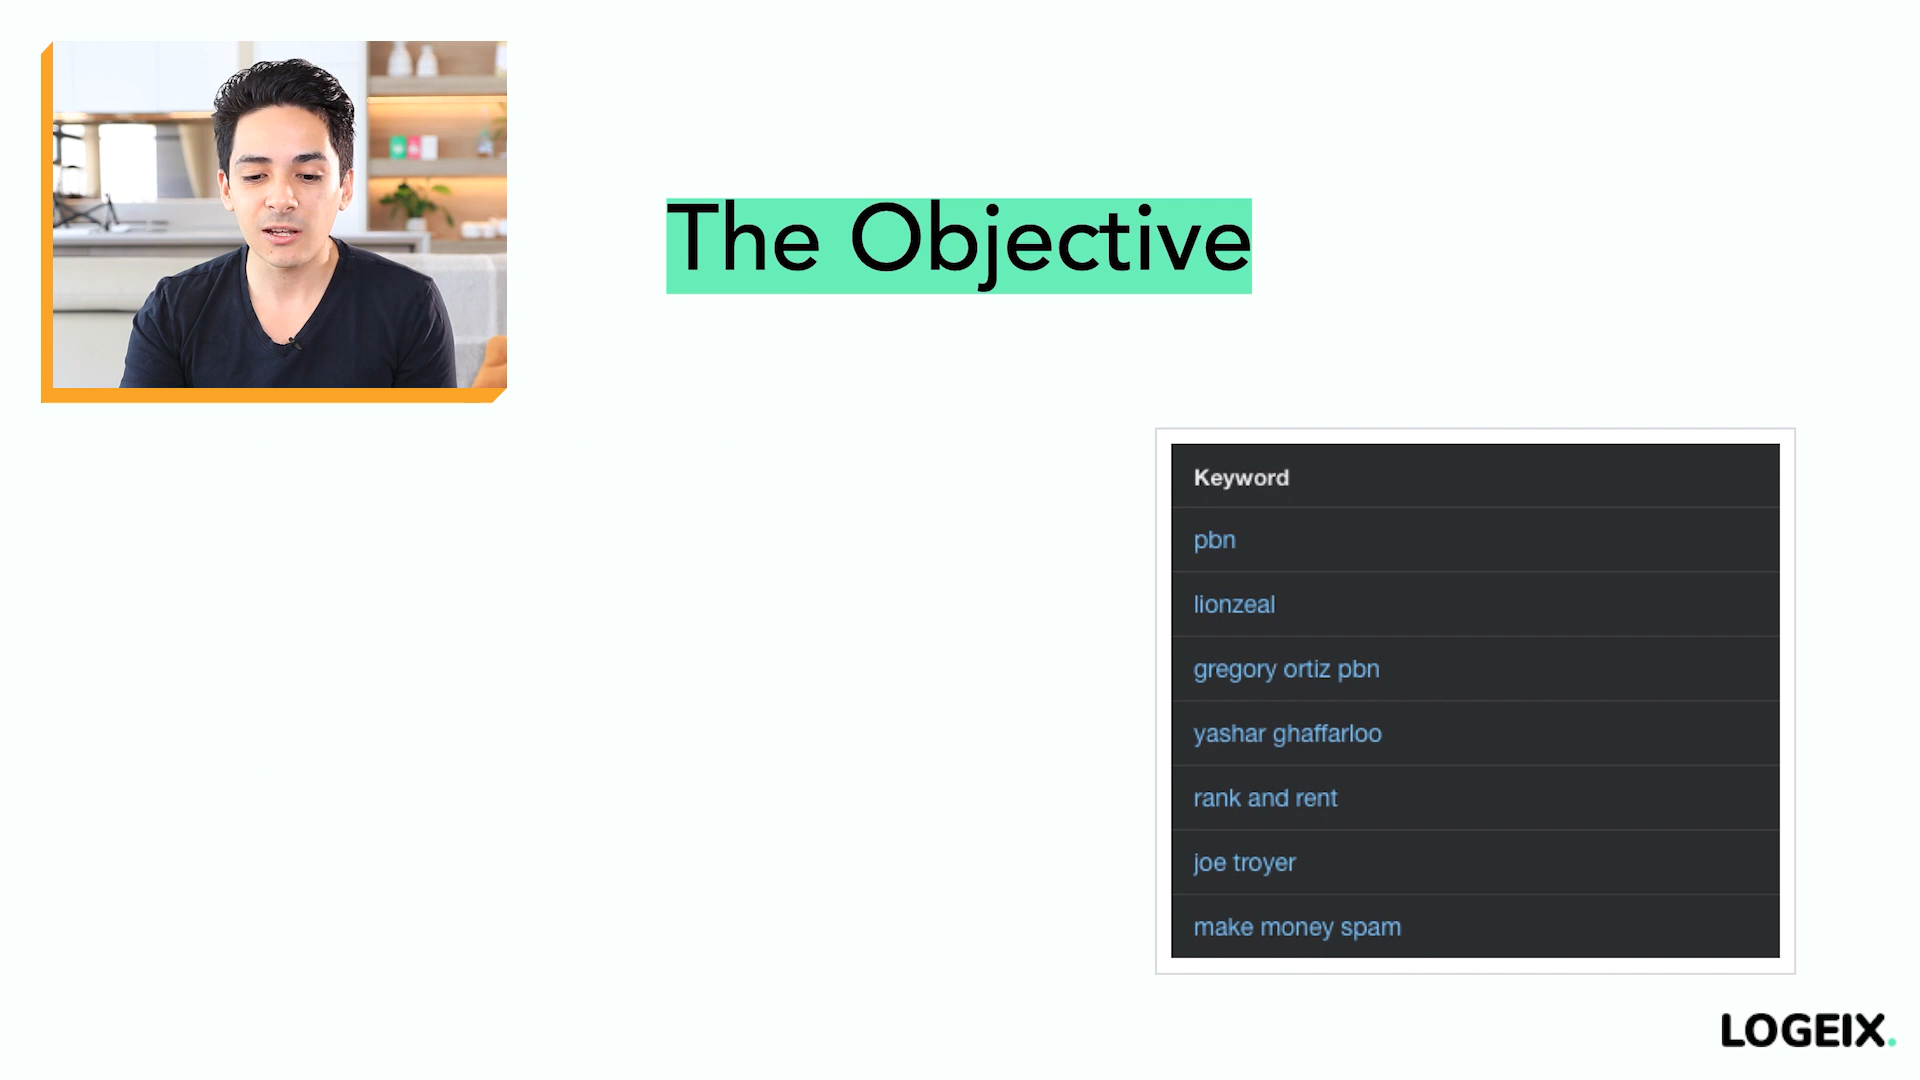 The Objective
Keyword
pbn
lionzeal
gregory ortiz pbn
yashar ghaffarloo
rank and rent
joe troyer
make money spam
LOGEIX.